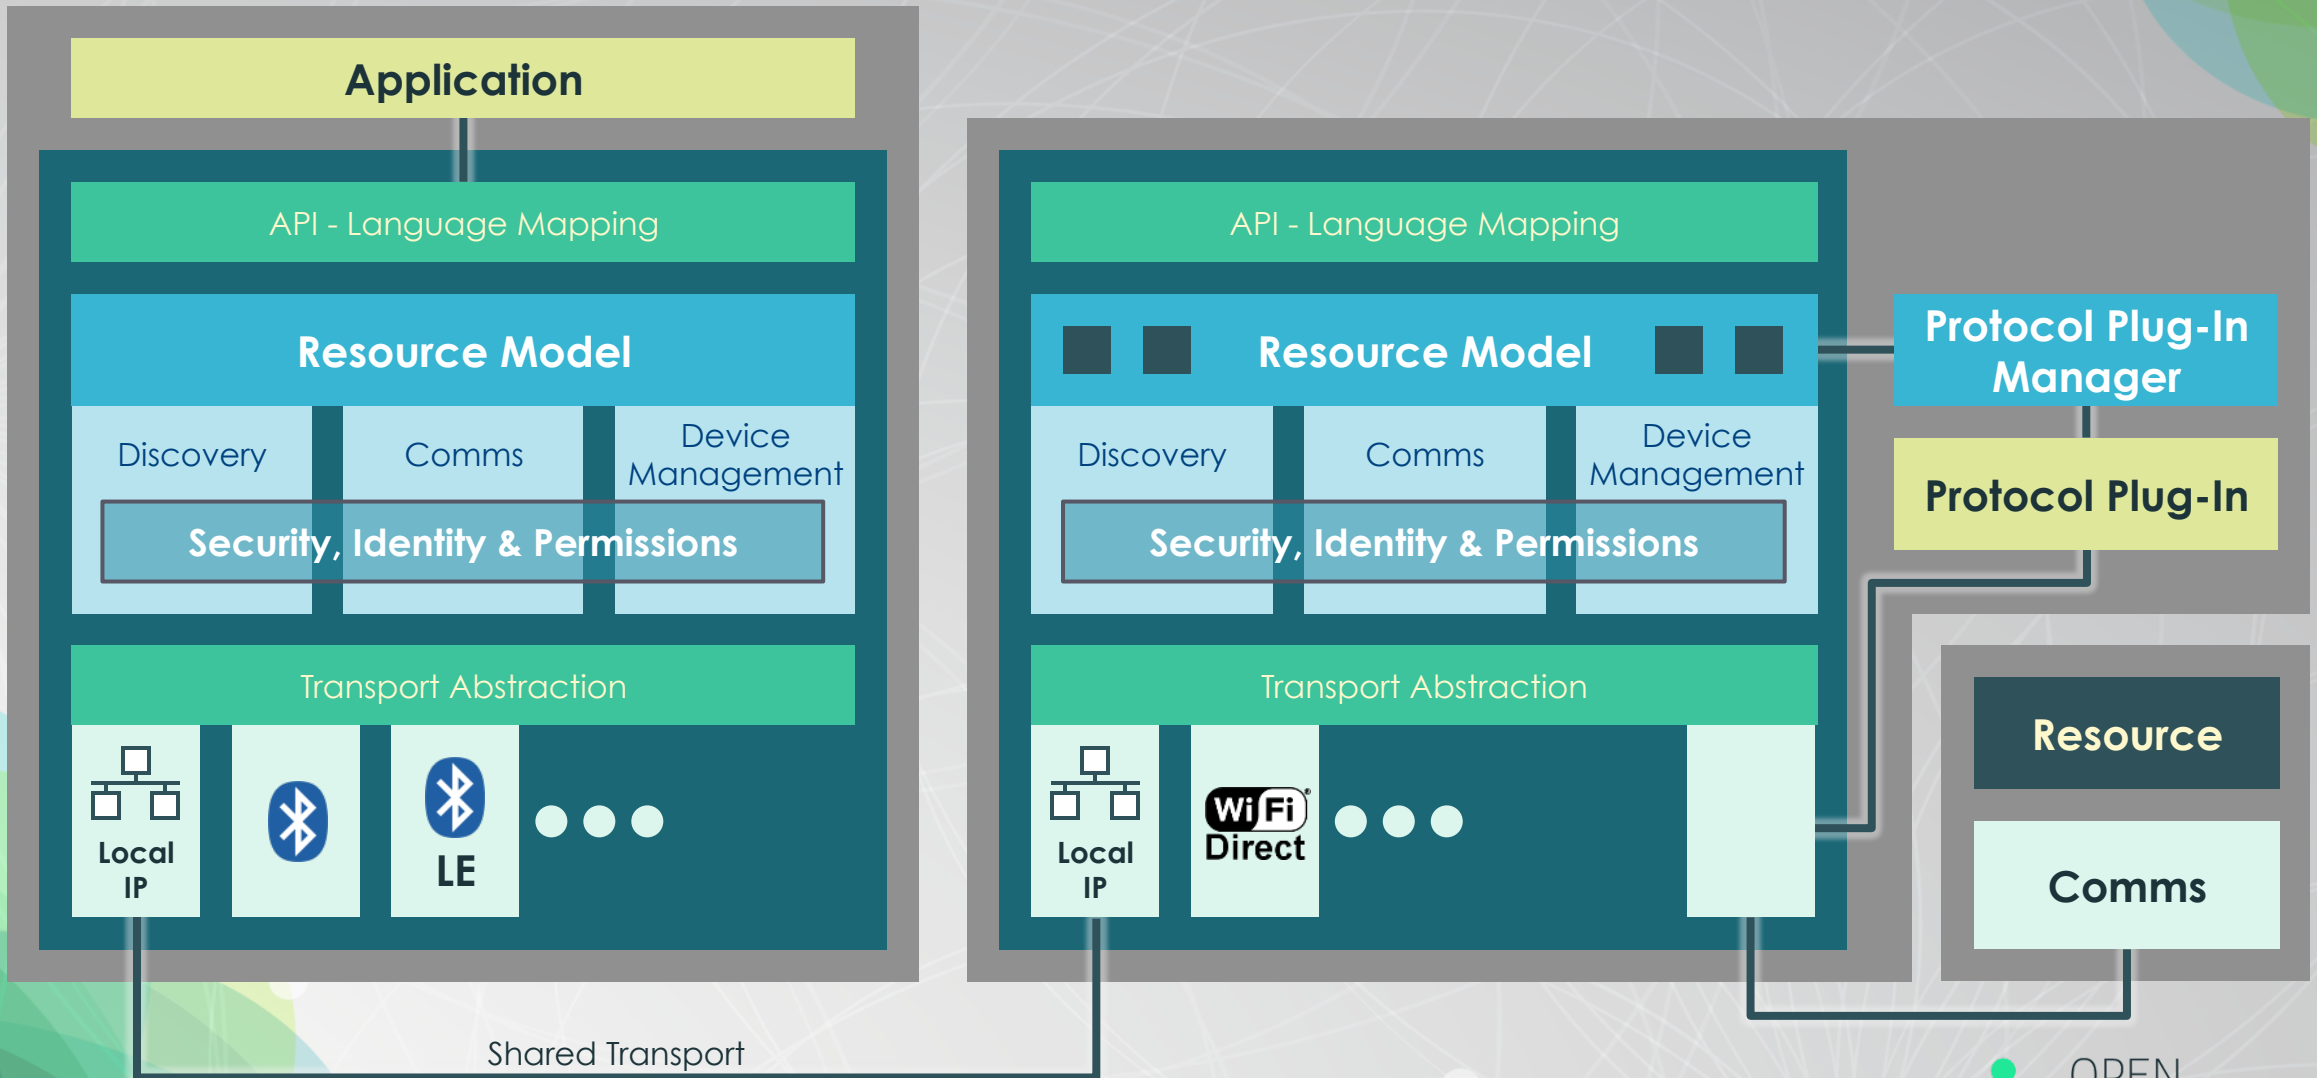 Application
API - Language Mapping
Resource Model
Discovery
Comms
Device
Management
Security, Identity & Permissions
Transport Abstraction
Local
IP
LE
API - Language Mapping
Resource Model
Discovery
Comms
Device
Management
Security, Identity & Permissions
Transport Abstraction
Local
IP
Wi Fi
Direct
Protocol Plug-In
Manager
Protocol Plug-In
Resource
Comms
Shared Transport
OPEN